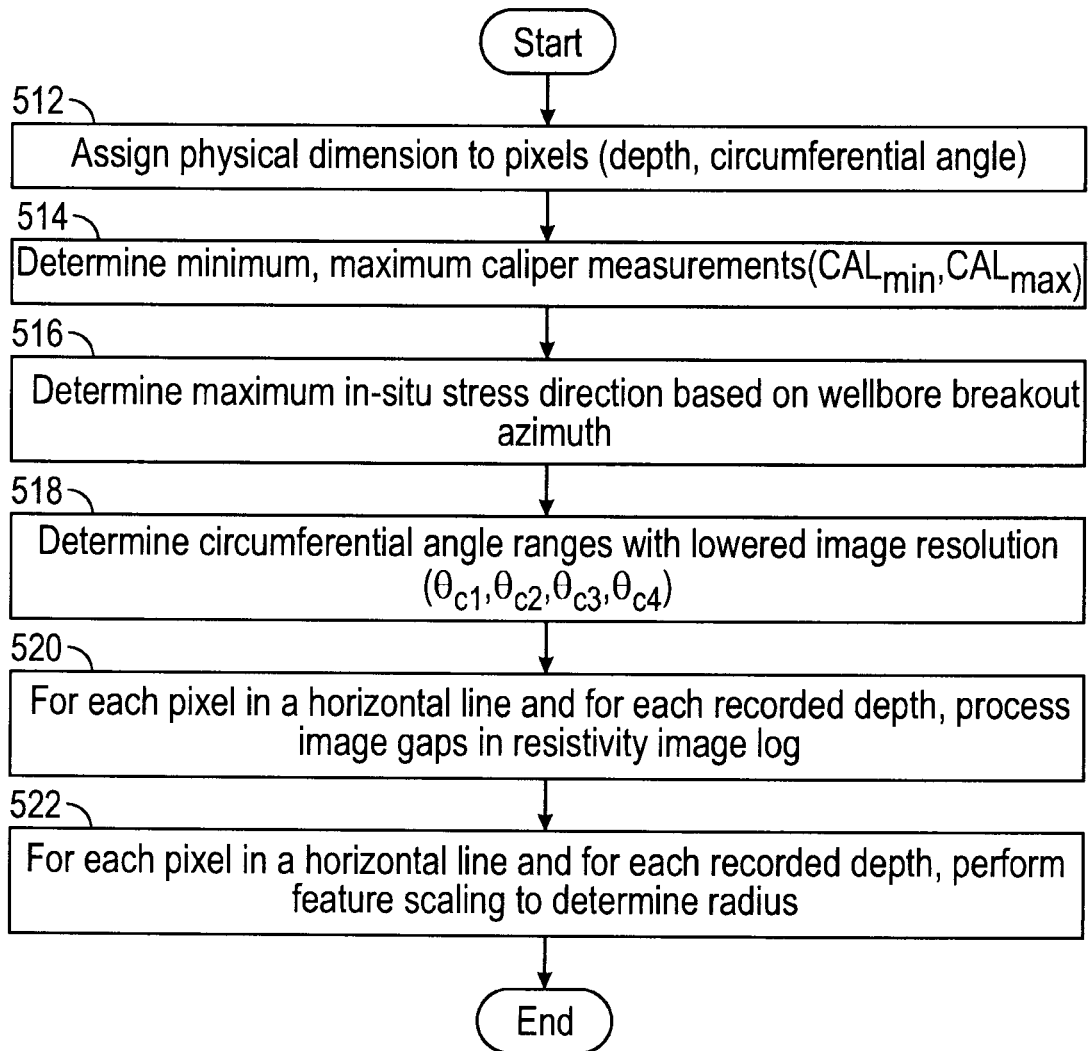 Start
512
Assign physical dimension to pixels (depth, circumferential angle)
514
Determine minimum, maximum caliper measurements(CALmin,CALmax)
516
Determine maximum in-situ stress direction based on wellbore breakout
azimuth
518
Determine circumferential angle ranges with lowered image resolution
(θc1,θc2,θc3,θc4)
520
For each pixel in a horizontal line and for each recorded depth, process
image gaps in resistivity image log
522
For each pixel in a horizontal line and for each recorded depth, perform
feature scaling to determine radius
End